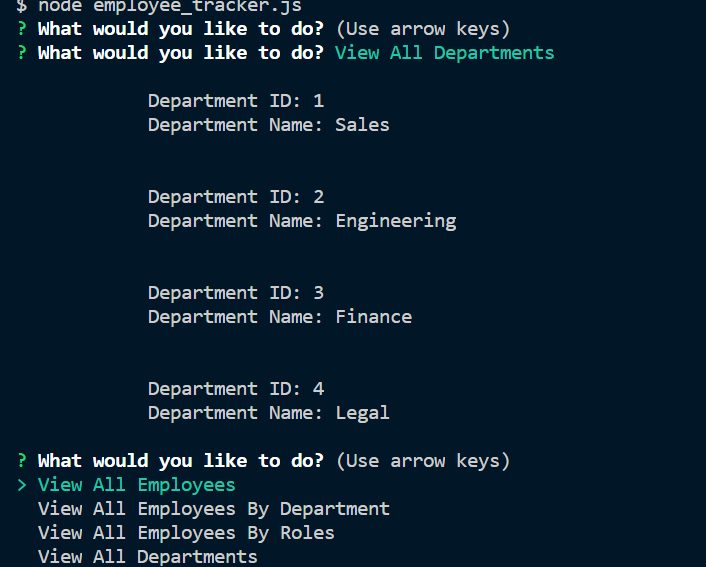 $ node employee_tracker.js
? What would you like to do? (Use arrow keys)
? What would you like to do? View All Departments
Department ID: 1
Department Name: Sales
Department ID: 2
Department Name: Engineering
Department ID: 3
Department Name: Finance
Department ID: 4
Department Name: Legal
? What would you like to do? (Use arrow keys)
> View All Employees
View All Employees By Department
View All Employees By Roles
View All Departments